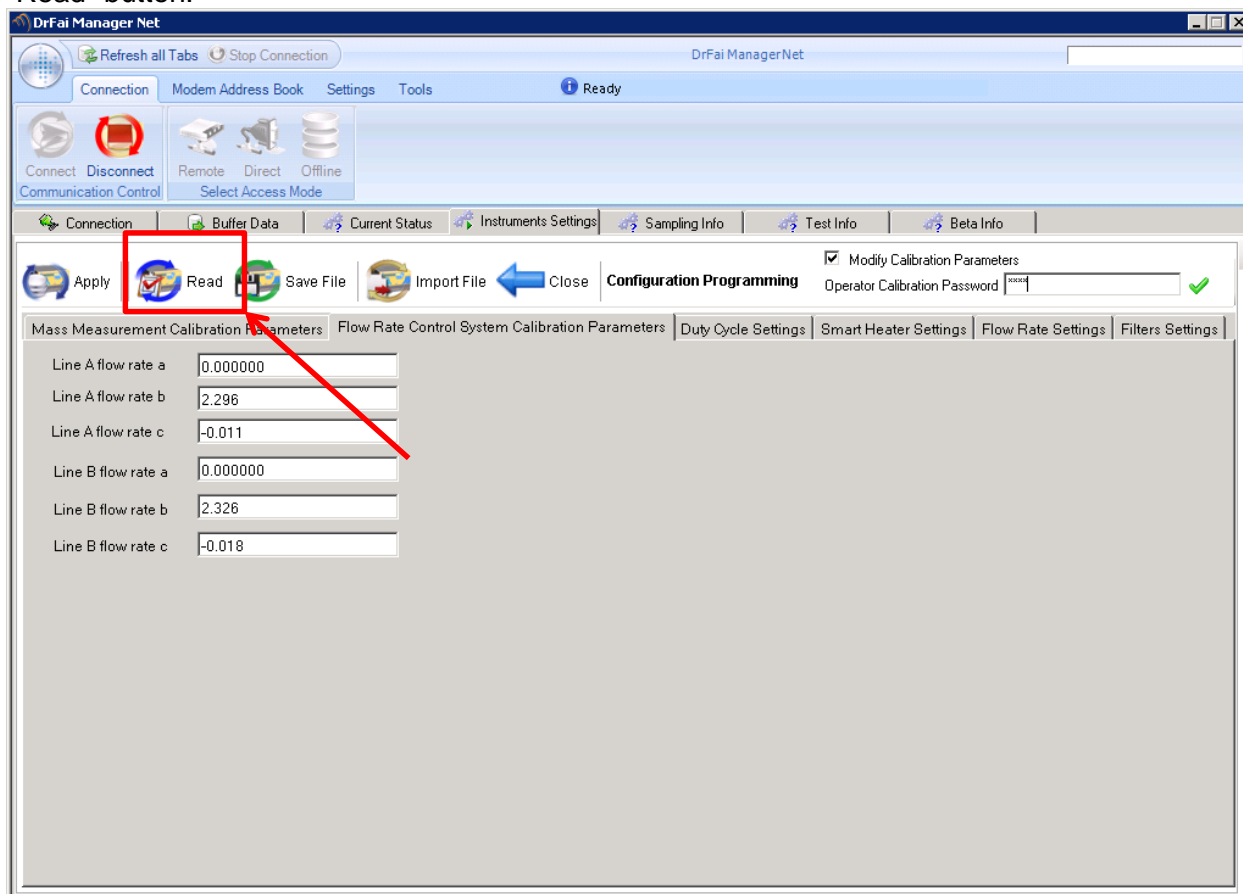 "Read" button.
DrFai Manager Net
Refresh all Tabs Stop Connection DrFai ManagerNet
Connection Modem Address Book Settings Tools Ready
Connect Disconnect Remote Direct Offline
Communication Control Select Access Mode
Connection Buffer Data Current Status Instruments Settings Sampling Info Test Info Beta Info
Apply Read Save File Import File Close Configuration Programming
Modify Calibration Parameters
Operator Calibration Password ××××
Mass Measurement Calibration Parameters Flow Rate Control System Calibration Parameters Duty Cycle Settings Smart Heater Settings Flow Rate Settings Filters Settings
Line A flow rate a 0.000000
Line A flow rate b 2.296
Line A flow rate c -0.011
Line B flow rate a 0.000000
Line B flow rate b 2.326
Line B flow rate c -0.018